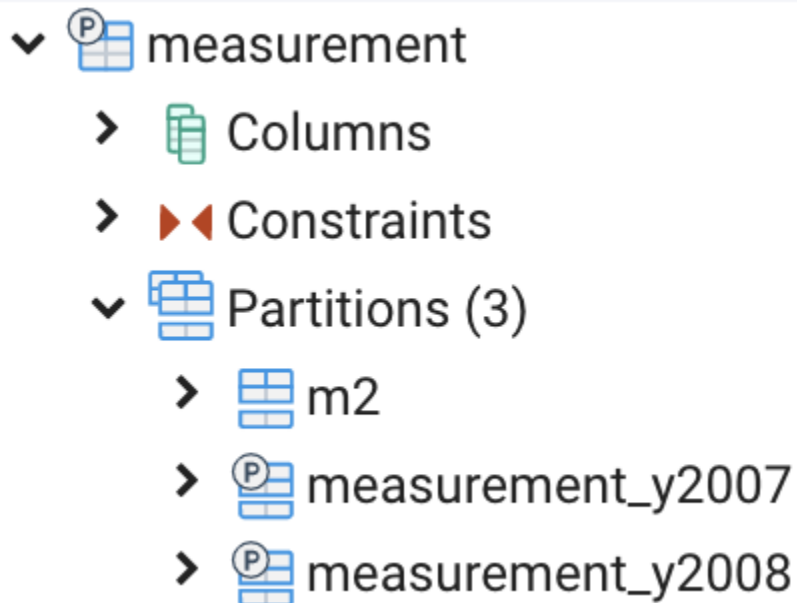 P measurement
Columns
Constraints
Partitions (3)
m2
P measurement_y2007
P measurement_y2008